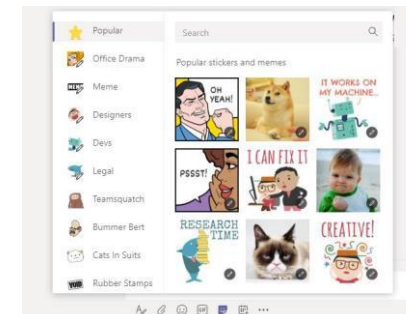 Popular
Office Drama
Meme
Designers
Devs
Legal
Teamsquatch
Bummer Bert
Cats In Suits
Rubber Stamps
Search
Popular stickers and memes
OH
YEAH!
IT WORKS ON
MY MACHINE...
PSSST!
I CAN FIX IT
RESEARCH
TIME
CREATIVE!
GIF